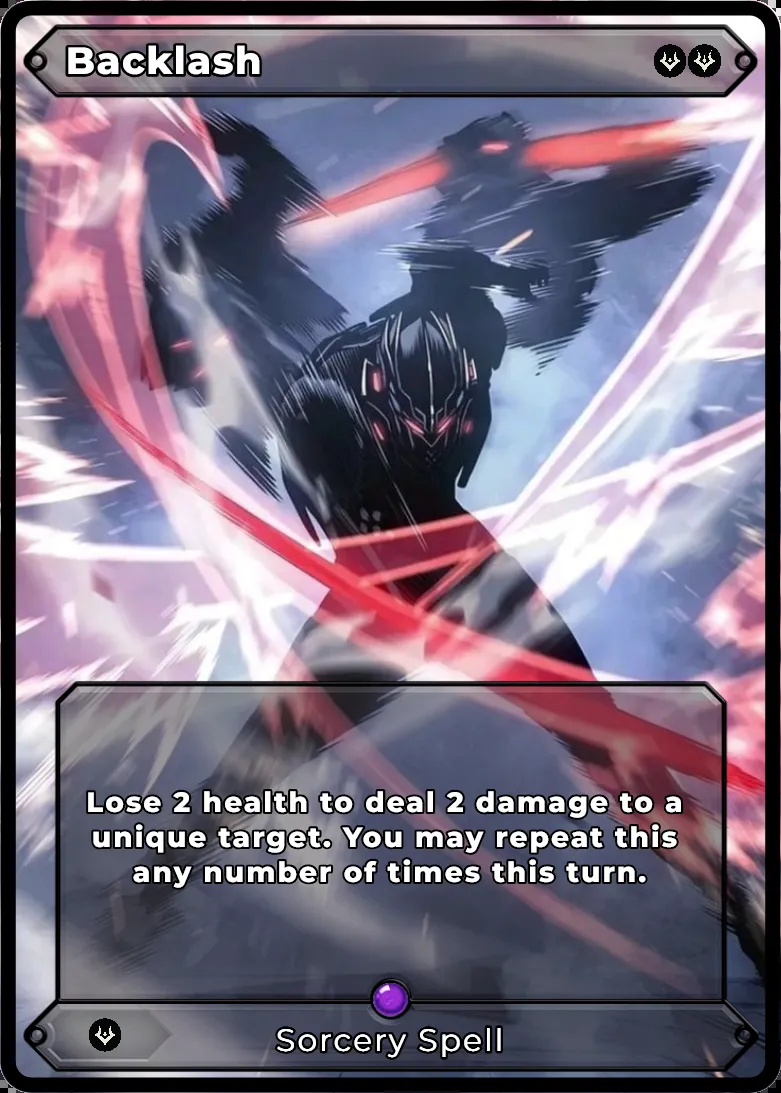 Backlash
Lose 2 health to deal 2 damage to a
unique target. You may repeat this
any number of times this turn.
Sorcery Spell